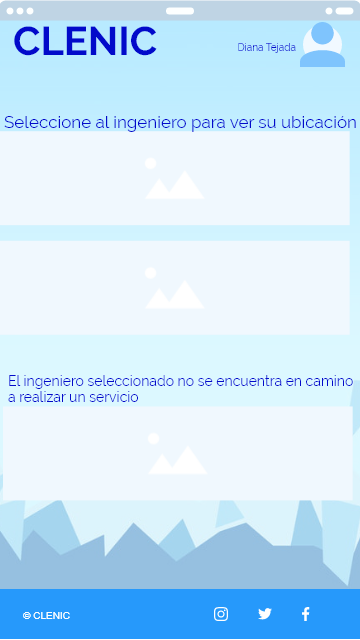 CLENIC
Diana Tejada
Seleccione al ingeniero para ver su ubicación
El ingeniero seleccionado no se encuentra en camino
a realizar un servicio
© CLENIC